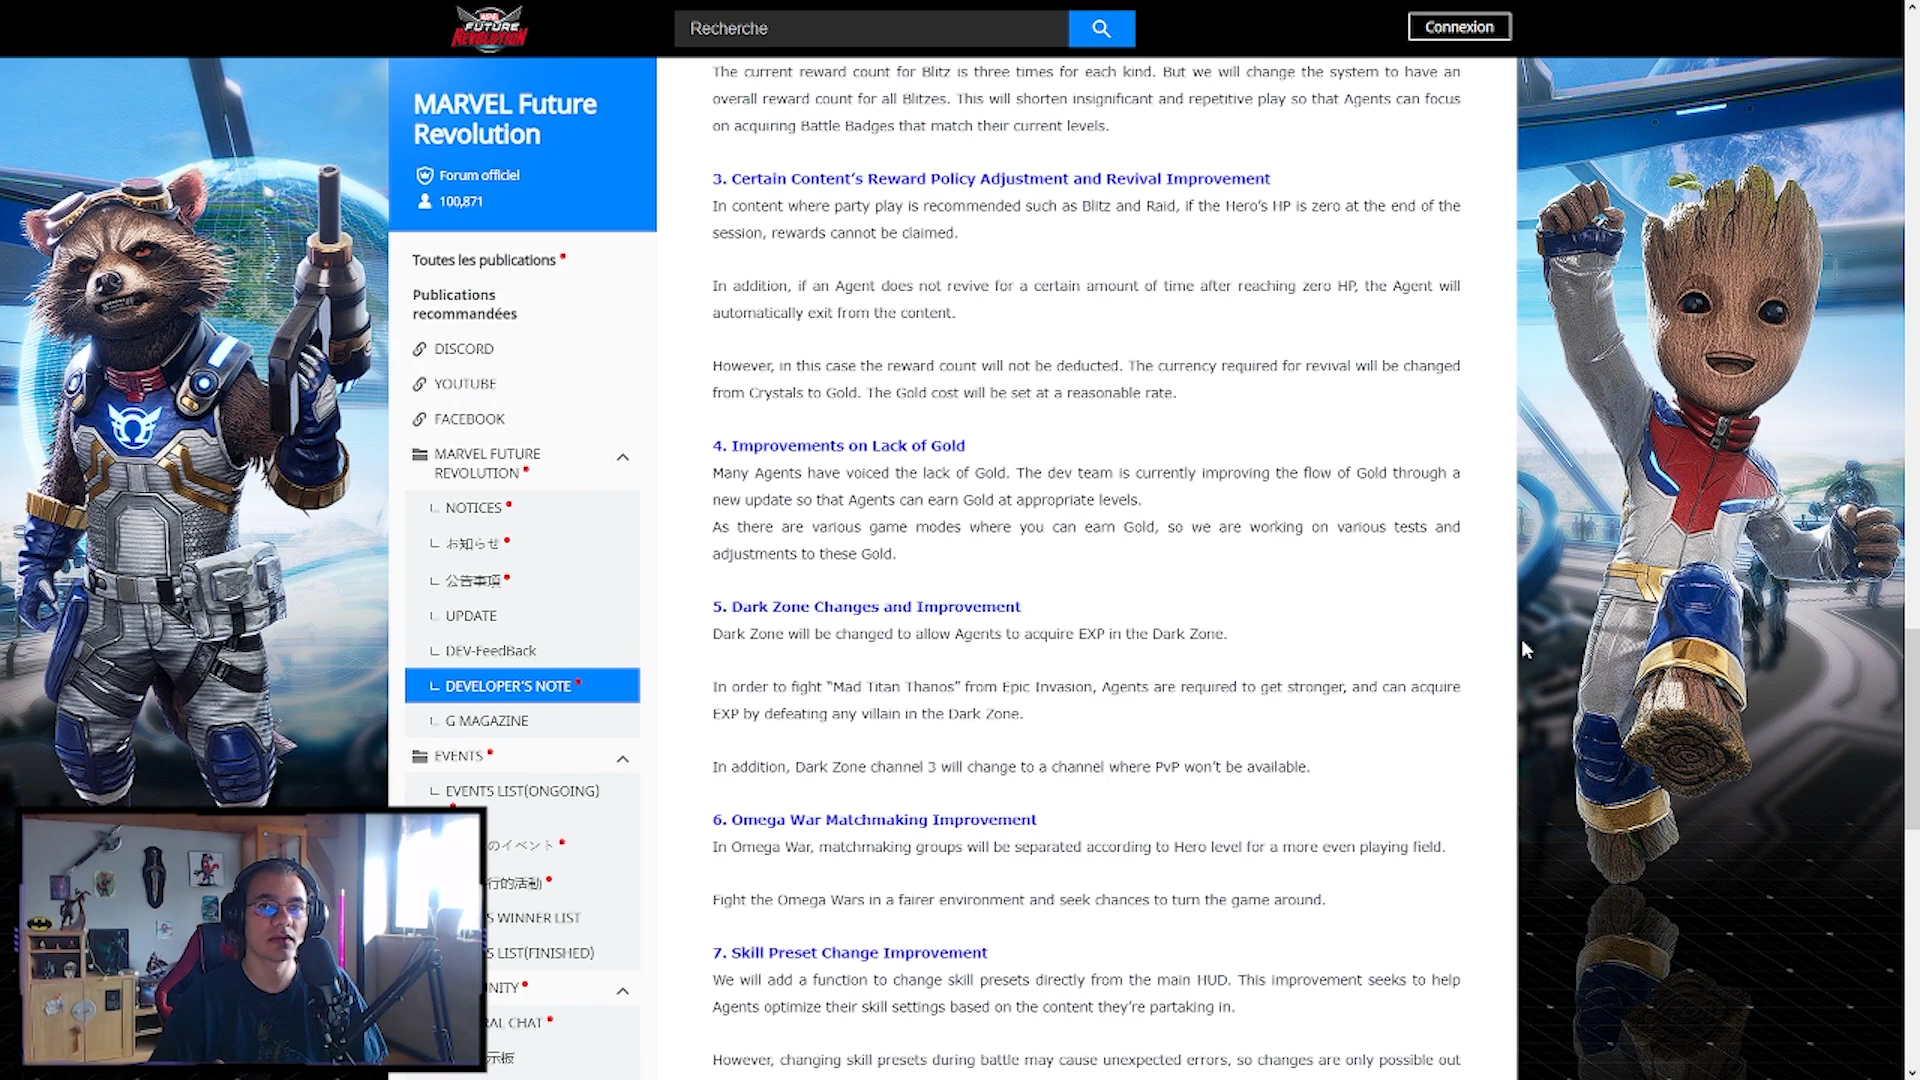 MARVEL
FUTURE
REVOLUTION
Recherche
Connexion
MARVEL Future
Revolution
Forum officiel
100,871
Toutes les publications
Publications
recommandées
DISCORD
YOUTUBE
FACEBOOK
MARVEL FUTURE
REVOLUTION
NOTICES
お知らせ
公告事項
UPDATE
DEV-FeedBack
DEVELOPER'S NOTE
G MAGAZINE
EVENTS
EVENTS LIST(ONGOING)
のイベント
行的活動
S WINNER LIST
S LIST(FINISHED)
NITY
RAL CHAT
示板
The current reward count for Blitz is three times for each kind. But we will change the system to have an
overall reward count for all Blitzes. This will shorten insignificant and repetitive play so that Agents can focus
on acquiring Battle Badges that match their current levels.
3. Certain Content's Reward Policy Adjustment and Revival Improvement
In content where party play is recommended such as Blitz and Raid, if the Hero's HP is zero at the end of the
session, rewards cannot be claimed.
In addition, if an Agent does not revive for a certain amount of time after reaching zero HP, the Agent will
automatically exit from the content.
However, in this case the reward count will not be deducted. The currency required for revival will be changed
from Crystals to Gold. The Gold cost will be set at a reasonable rate.
4. Improvements on Lack of Gold
Many Agents have voiced the lack of Gold. The dev team is currently improving the flow of Gold through a
new update so that Agents can earn Gold at appropriate levels.
As there are various game modes where you can earn Gold, so we are working on various tests and
adjustments to these Gold.
5. Dark Zone Changes and Improvement
Dark Zone will be changed to allow Agents to acquire EXP in the Dark Zone.
In order to fight “Mad Titan Thanos” from Epic Invasion, Agents are required to get stronger, and can acquire
EXP by defeating any villain in the Dark Zone.
In addition, Dark Zone channel 3 will change to a channel where PvP won't be available.
6. Omega War Matchmaking Improvement
In Omega War, matchmaking groups will be separated according to Hero level for a more even playing field.
Fight the Omega Wars in a fairer environment and seek chances to turn the game around.
7. Skill Preset Change Improvement
We will add a function to change skill presets directly from the main HUD. This improvement seeks to help
Agents optimize their skill settings based on the content they're partaking in.
However, changing skill presets during battle may cause unexpected errors, so changes are only possible out